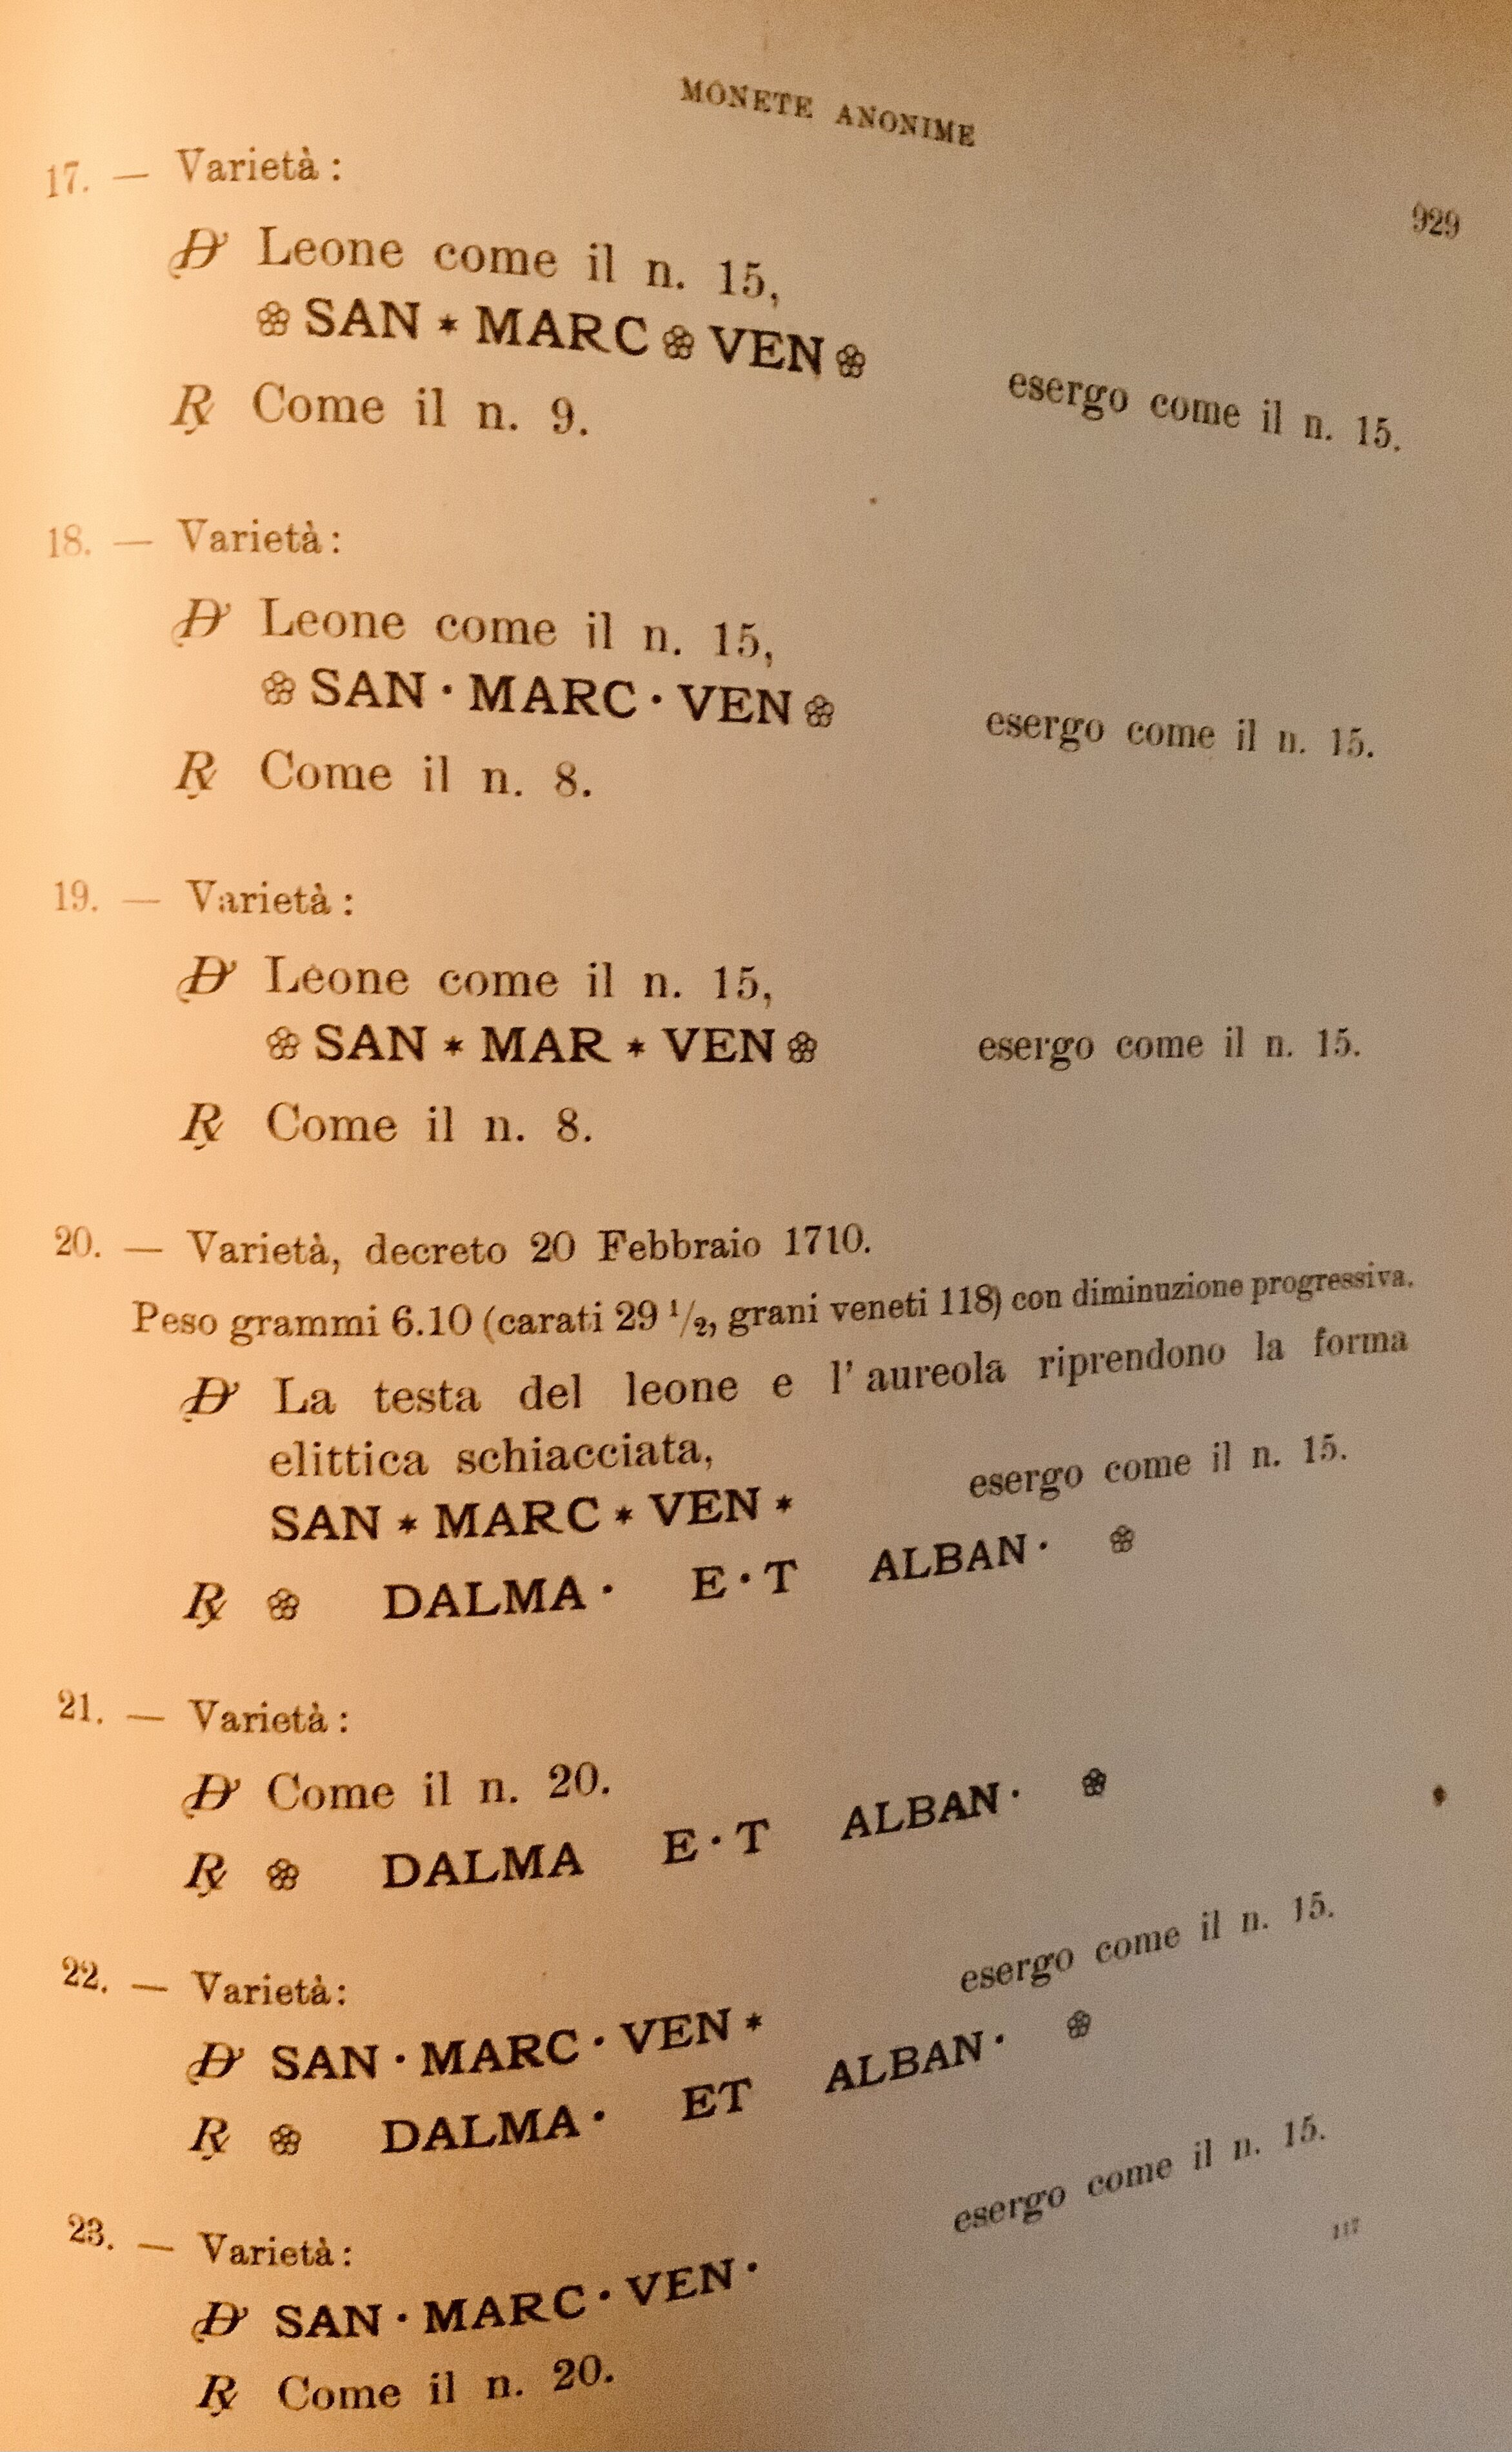 MONETE ANONIME
929
17. — Varietà:
D Leone come il n. 15,
❀ SAN ✶ MARC ❀ VEN ❀ esergo come il n. 15.
℞ Come il n. 9.
18. — Varietà:
D Leone come il n. 15,
❀ SAN · MARC · VEN ❀ esergo come il n. 15.
℞ Come il n. 8.
19. — Varietà:
D Leone come il n. 15,
❀ SAN ✶ MAR ✶ VEN ❀ esergo come il n. 15.
℞ Come il n. 8.
20. — Varietà, decreto 20 Febbraio 1710.
Peso grammi 6.10 (carati 29 1/2, grani veneti 118) con diminuzione progressiva.
D La testa del leone e l' aureola riprendono la forma
elittica schiacciata,
SAN ✶ MARC ✶ VEN ✶ esergo come il n. 15.
℞ ❀ DALMA · E · T ALBAN · ❀
21. — Varietà:
D Come il n. 20.
℞ ❀ DALMA E · T ALBAN · ❀
22. — Varietà:
D SAN · MARC · VEN ✶ esergo come il n. 15.
℞ ❀ DALMA · ET ALBAN · ❀
23. — Varietà:
D SAN · MARC · VEN · esergo come il n. 15.
℞ Come il n. 20.
117